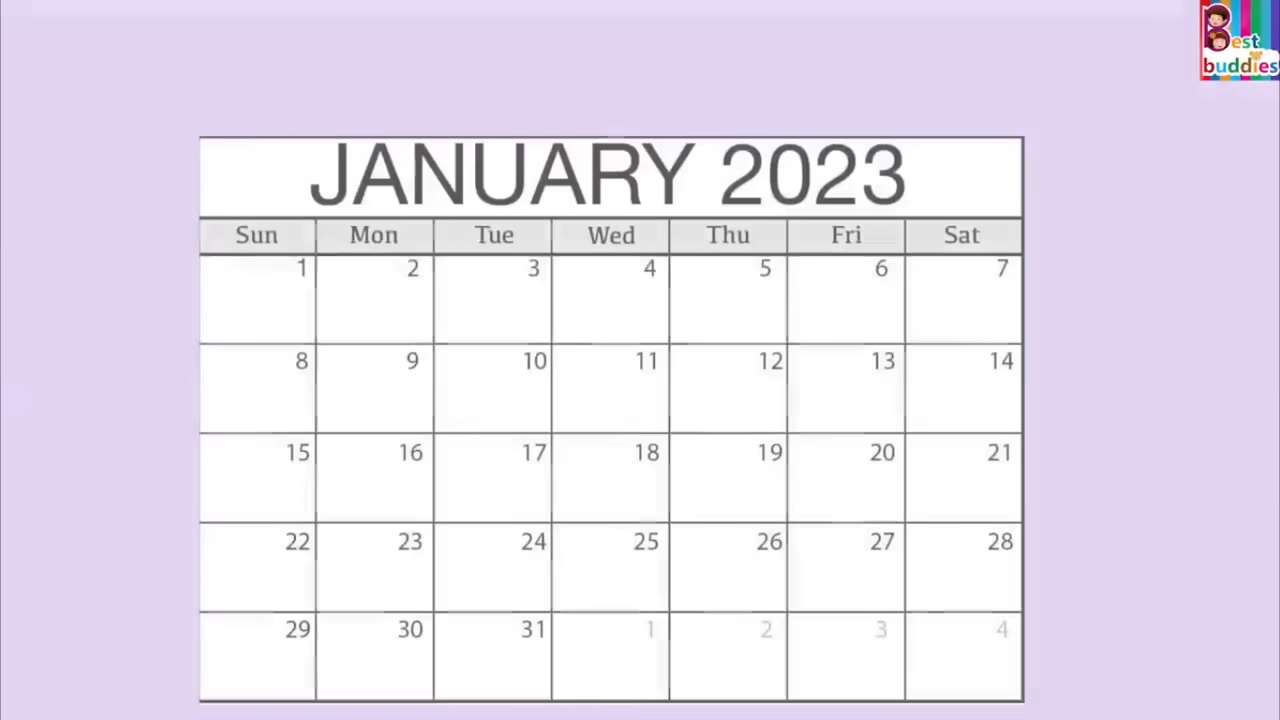 Best
buddies
JANUARY 2023
Sun Mon Tue Wed Thu Fri Sat
1 2 3 4 5 6 7
8 9 10 11 12 13 14
15 16 17 18 19 20 21
22 23 24 25 26 27 28
29 30 31 1 2 3 4